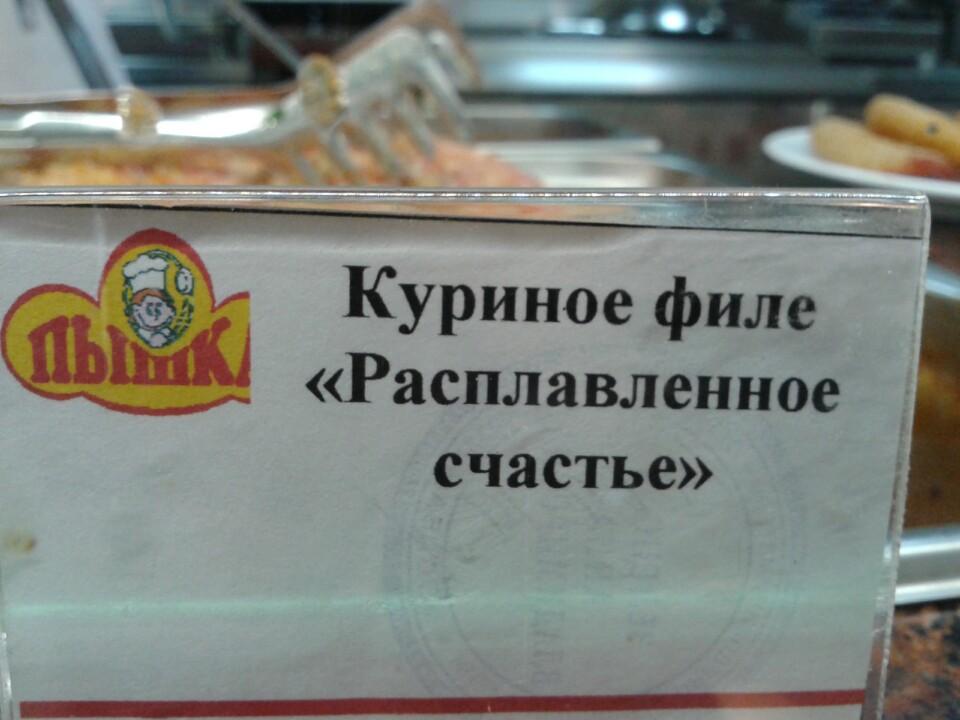 ПЫШКА
Куриное филе
«Расплавленное
счастье»